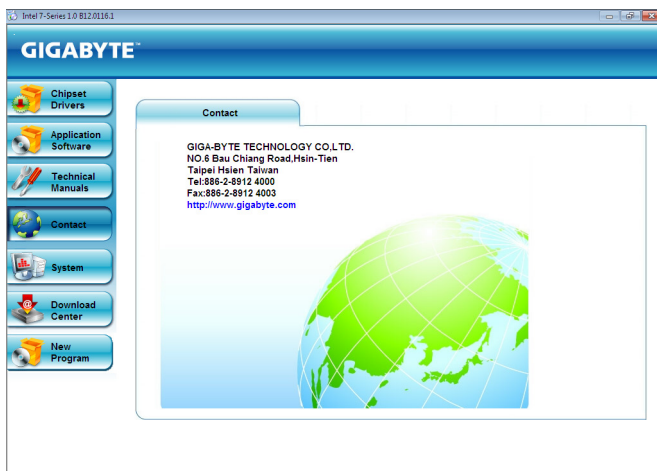 Intel 7-Series 1.0 B12.0116.1
GIGABYTE™
Chipset
Drivers
Application
Software
Technical
Manuals
Contact
System
Download
Center
New
Program
Contact
GIGA-BYTE TECHNOLOGY CO,LTD.
NO.6 Bau Chiang Road,Hsin-Tien
Taipei Hsien Taiwan
Tel:886-2-8912 4000
Fax:886-2-8912 4003
http://www.gigabyte.com